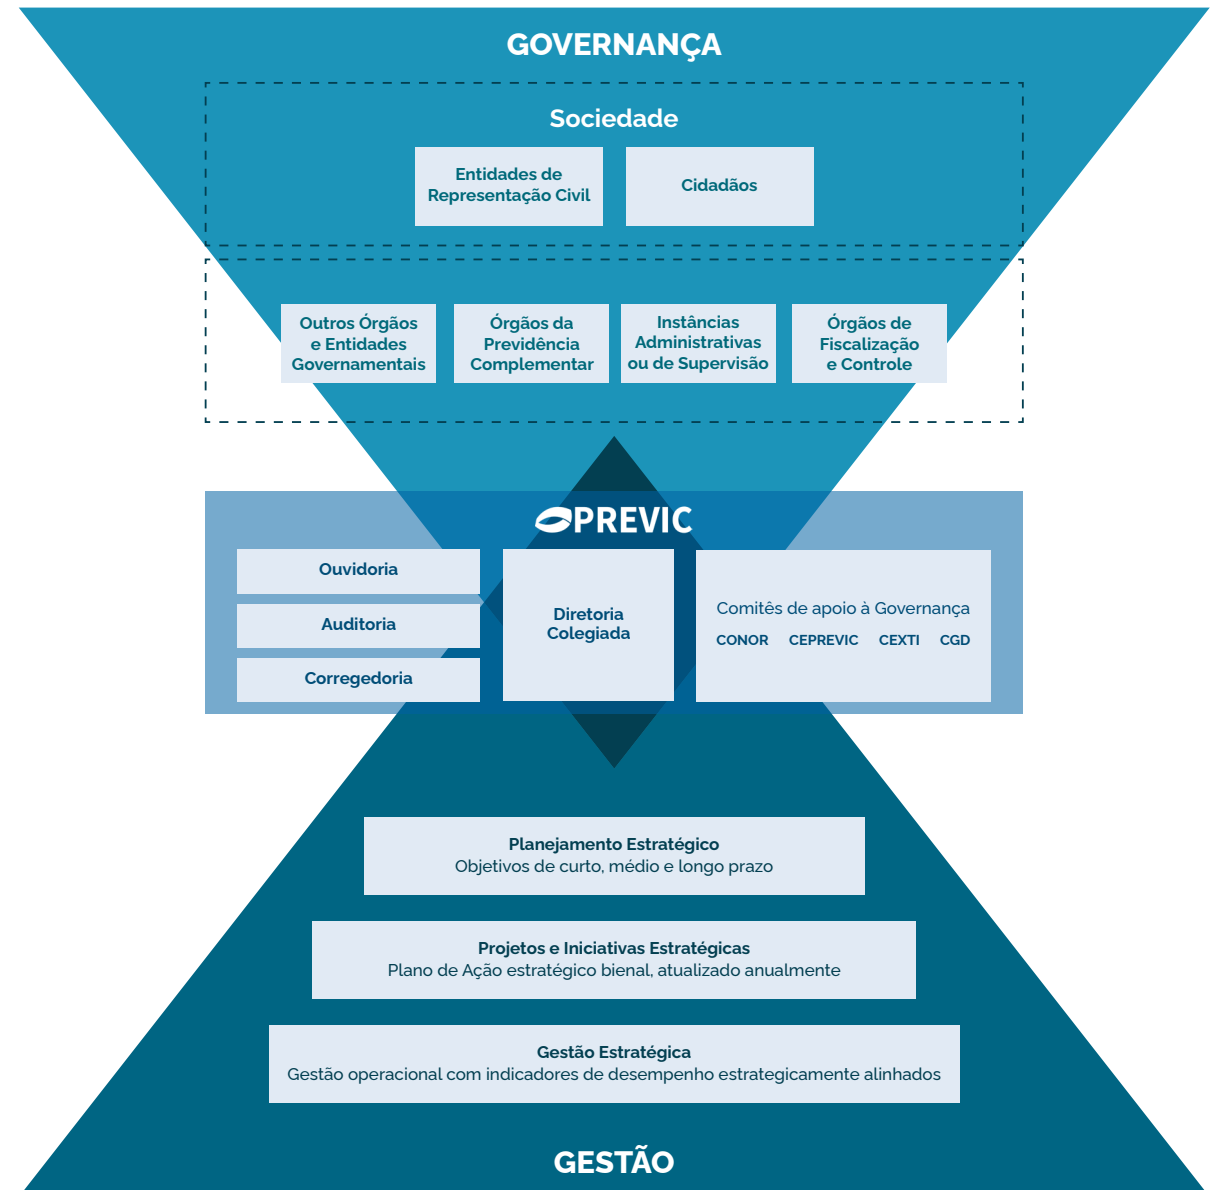 GOVERNANÇA
Sociedade
Entidades de
Representação Civil
Cidadãos
Outros Órgãos
e Entidades
Governamentais
Órgãos da
Previdência
Complementar
Instâncias
Administrativas
ou de Supervisão
Órgãos de
Fiscalização
e Controle
PREVIC
Ouvidoria
Auditoria
Corregedoria
Diretoria
Colegiada
Comitês de apoio à Governança
CONOR CEPREVIC CEXTI CGD
Planejamento Estratégico
Objetivos de curto, médio e longo prazo
Projetos e Iniciativas Estratégicas
Plano de Ação estratégico bienal, atualizado anualmente
Gestão Estratégica
Gestão operacional com indicadores de desempenho estrategicamente alinhados
GESTÃO